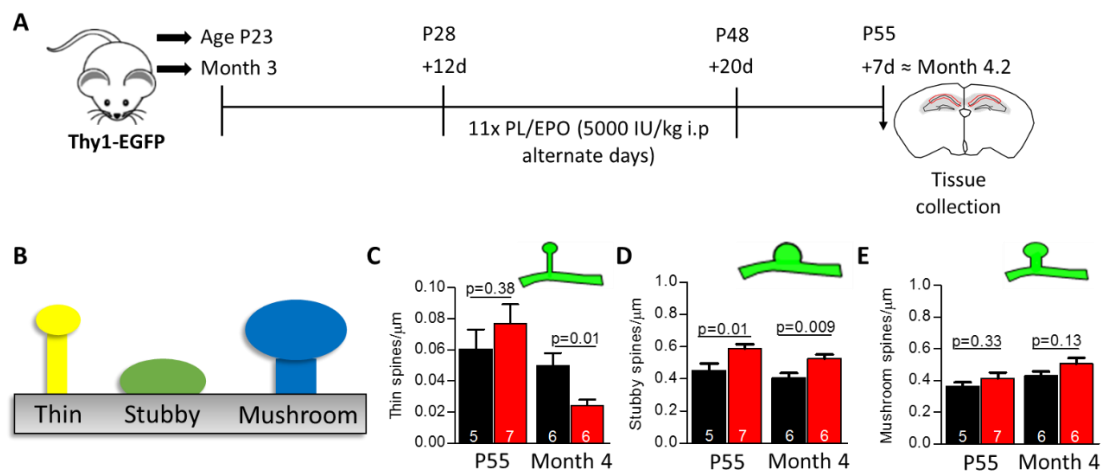 A
Age P23
Month 3
Thy1-EGFP
P28
+12d
P48
+20d
P55
+7d ≈ Month 4.2
11x PL/EPO (5000 IU/kg i.p
alternate days)
Tissue
collection
B
Thin
Stubby
Mushroom
C
Thin spines/μm
0.10
0.08
0.06
0.04
0.02
0.00
p=0.38
p=0.01
5
7
6
6
P55
Month 4
D
Stubby spines/μm
1.0
0.8
0.6
0.4
0.2
0.0
p=0.01
p=0.009
5
7
6
6
P55
Month 4
E
Mushroom spines/μm
1.0
0.8
0.6
0.4
0.2
0.0
p=0.33
p=0.13
5
7
6
6
P55
Month 4